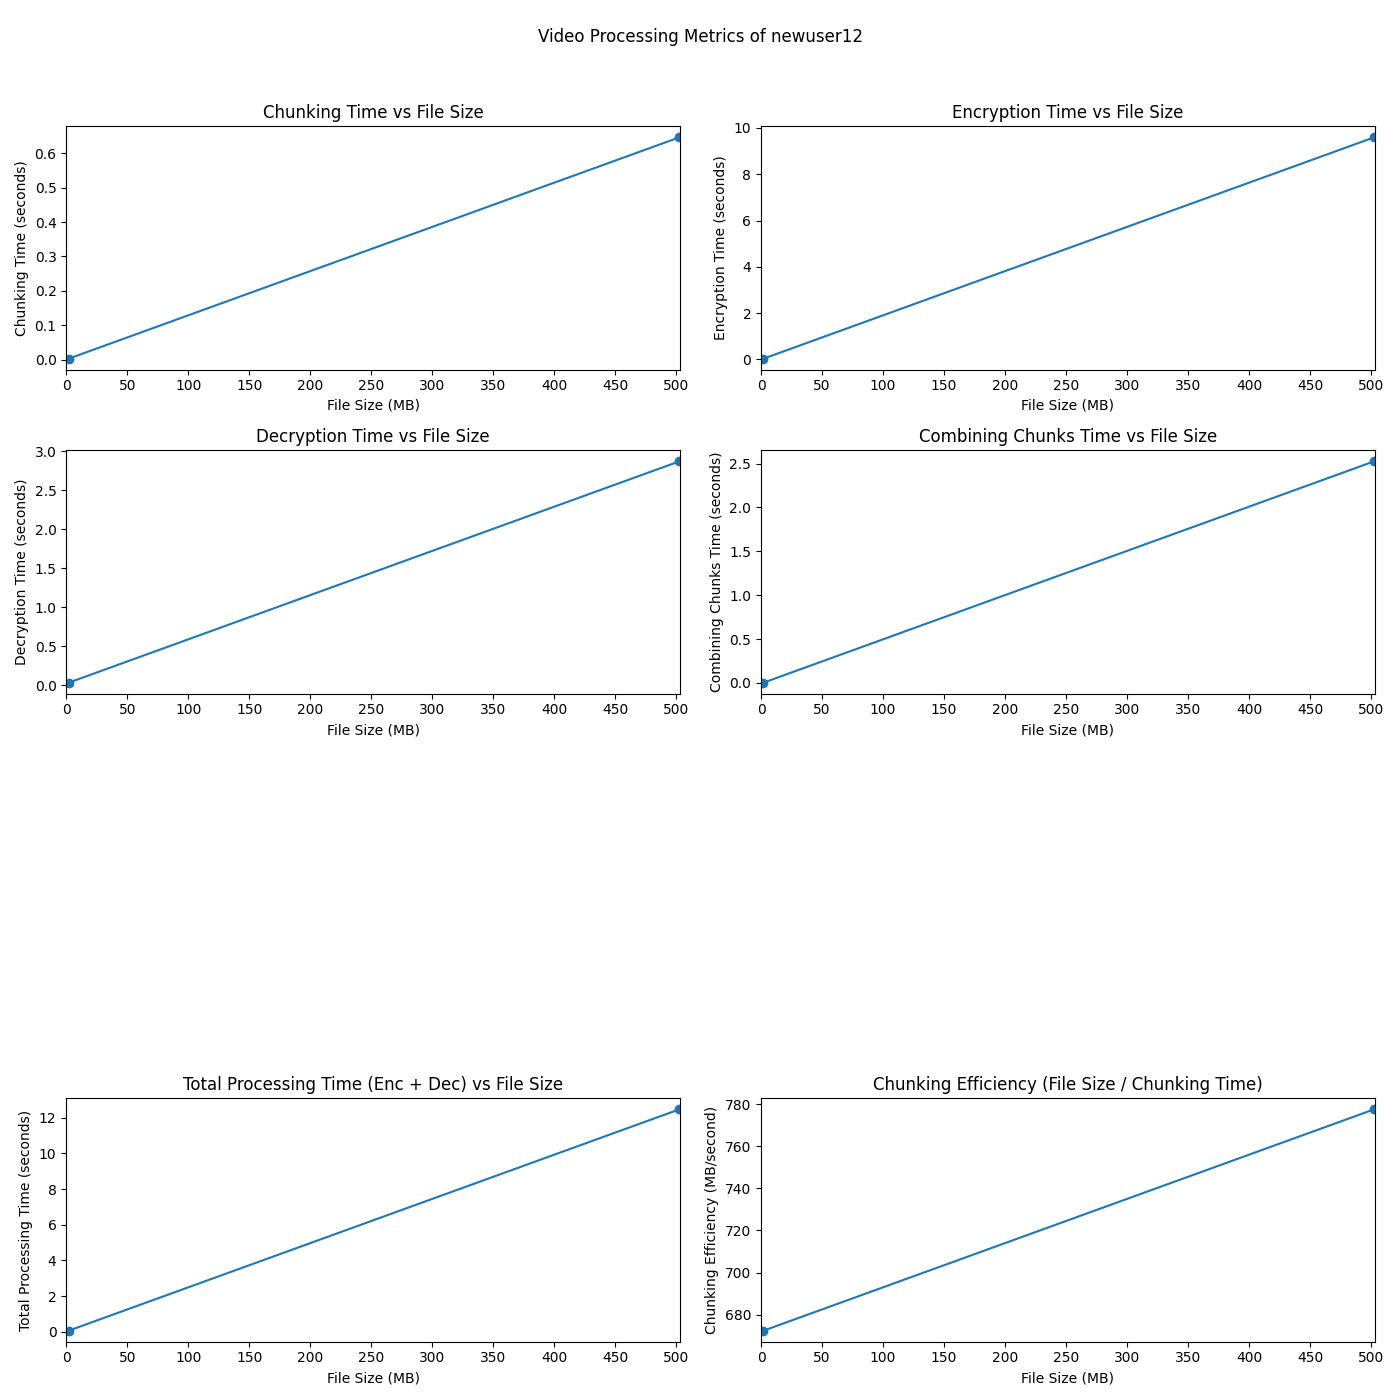 Video Processing Metrics of newuser12
Chunking Time vs File Size
Chunking Time (seconds)
0.6
0.5
0.4
0.3
0.2
0.1
0.0
0 50 100 150 200 250 300 350 400 450 500
File Size (MB)
Encryption Time vs File Size
Encryption Time (seconds)
10
8
6
4
2
0
0 50 100 150 200 250 300 350 400 450 500
File Size (MB)
Decryption Time vs File Size
Decryption Time (seconds)
3.0
2.5
2.0
1.5
1.0
0.5
0.0
0 50 100 150 200 250 300 350 400 450 500
File Size (MB)
Combining Chunks Time vs File Size
Combining Chunks Time (seconds)
2.5
2.0
1.5
1.0
0.5
0.0
0 50 100 150 200 250 300 350 400 450 500
File Size (MB)
Total Processing Time (Enc + Dec) vs File Size
Total Processing Time (seconds)
12
10
8
6
4
2
0
0 50 100 150 200 250 300 350 400 450 500
File Size (MB)
Chunking Efficiency (File Size / Chunking Time)
Chunking Efficiency (MB/second)
780
760
740
720
700
680
0 50 100 150 200 250 300 350 400 450 500
File Size (MB)